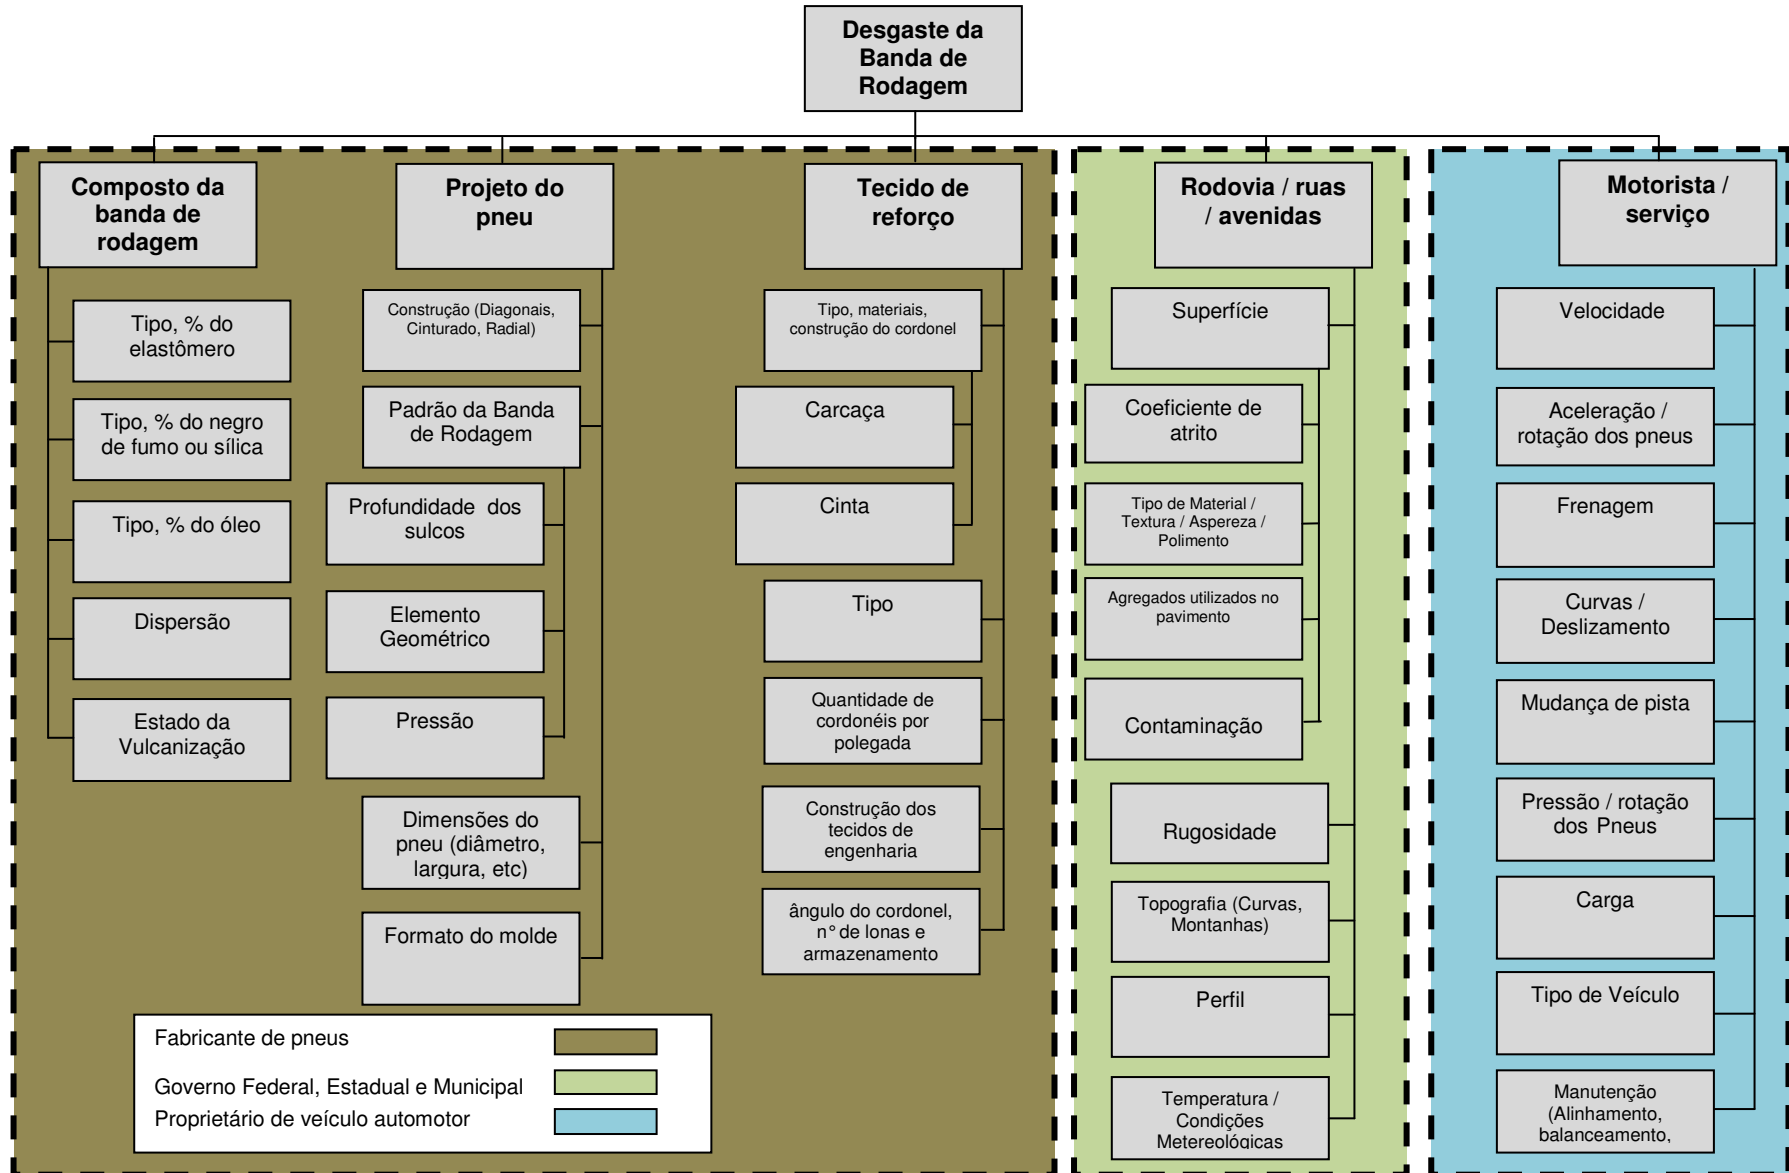 Desgaste da
Banda de
Rodagem
Composto da
banda de
rodagem
Tipo, % do
elastômero
Tipo, % do negro
de fumo ou sílica
Tipo, % do óleo
Dispersão
Estado da
Vulcanização
Projeto do
pneu
Construção (Diagonais,
Cinturado, Radial)
Padrão da Banda
de Rodagem
Profundidade dos
sulcos
Elemento
Geométrico
Pressão
Dimensões do
pneu (diâmetro,
largura, etc)
Formato do molde
Tecido de
reforço
Tipo, materiais,
construção do cordonel
Carcaça
Cinta
Tipo
Quantidade de
cordonéis por
polegada
Construção dos
tecidos de
engenharia
ângulo do cordonel,
n° de lonas e
armazenamento
Rodovia / ruas
/ avenidas
Superfície
Coeficiente de
atrito
Tipo de Material /
Textura / Aspereza /
Polimento
Agregados utilizados no
pavimento
Contaminação
Rugosidade
Topografia (Curvas,
Montanhas)
Perfil
Temperatura /
Condições
Metereológicas
Motorista /
serviço
Velocidade
Aceleração /
rotação dos pneus
Frenagem
Curvas /
Deslizamento
Mudança de pista
Pressão / rotação
dos Pneus
Carga
Tipo de Veículo
Manutenção
(Alinhamento,
balanceamento,
Fabricante de pneus
Governo Federal, Estadual e Municipal
Proprietário de veículo automotor